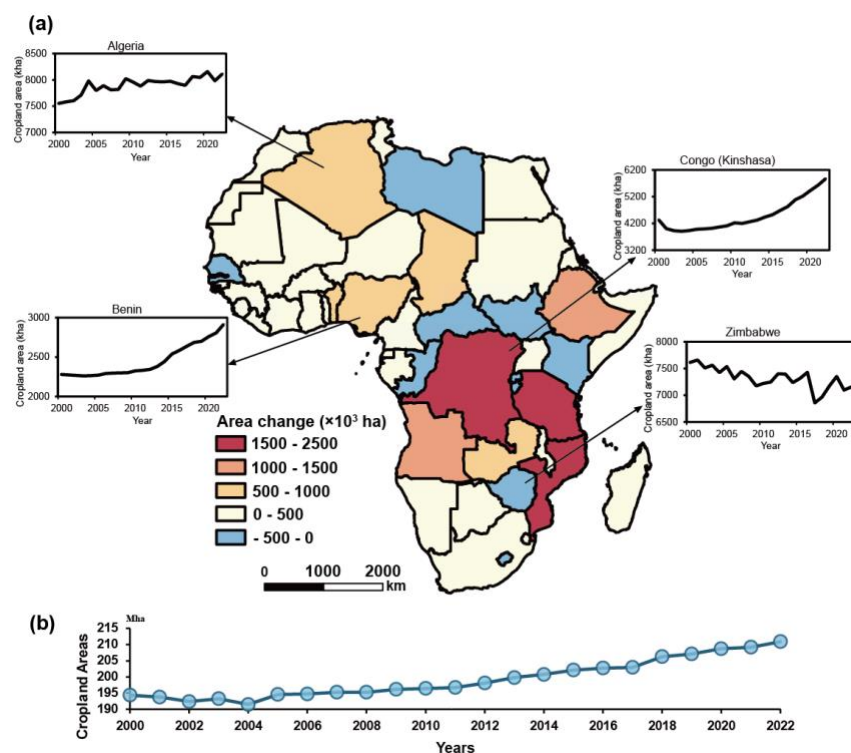 (a)
Algeria
8500
8000
7500
7000
Cropland area (kha)
2000 2005 2010 2015 2020
Year
Congo (Kinshasa)
6200
5200
4200
3200
Cropland area (kha)
2000 2005 2010 2015 2020
Year
Benin
3000
2500
2000
Cropland area (kha)
2000 2005 2010 2015 2020
Year
Zimbabwe
8000
7500
7000
6500
Cropland area (kha)
2000 2005 2010 2015 2020
Year
Area change (×10³ ha)
1500 - 2500
1000 - 1500
500 - 1000
0 - 500
- 500 - 0
0 1000 2000
km
(b)
Mha
215
210
205
200
195
190
Cropland Areas
2000 2002 2004 2006 2008 2010 2012 2014 2016 2018 2020 2022
Years